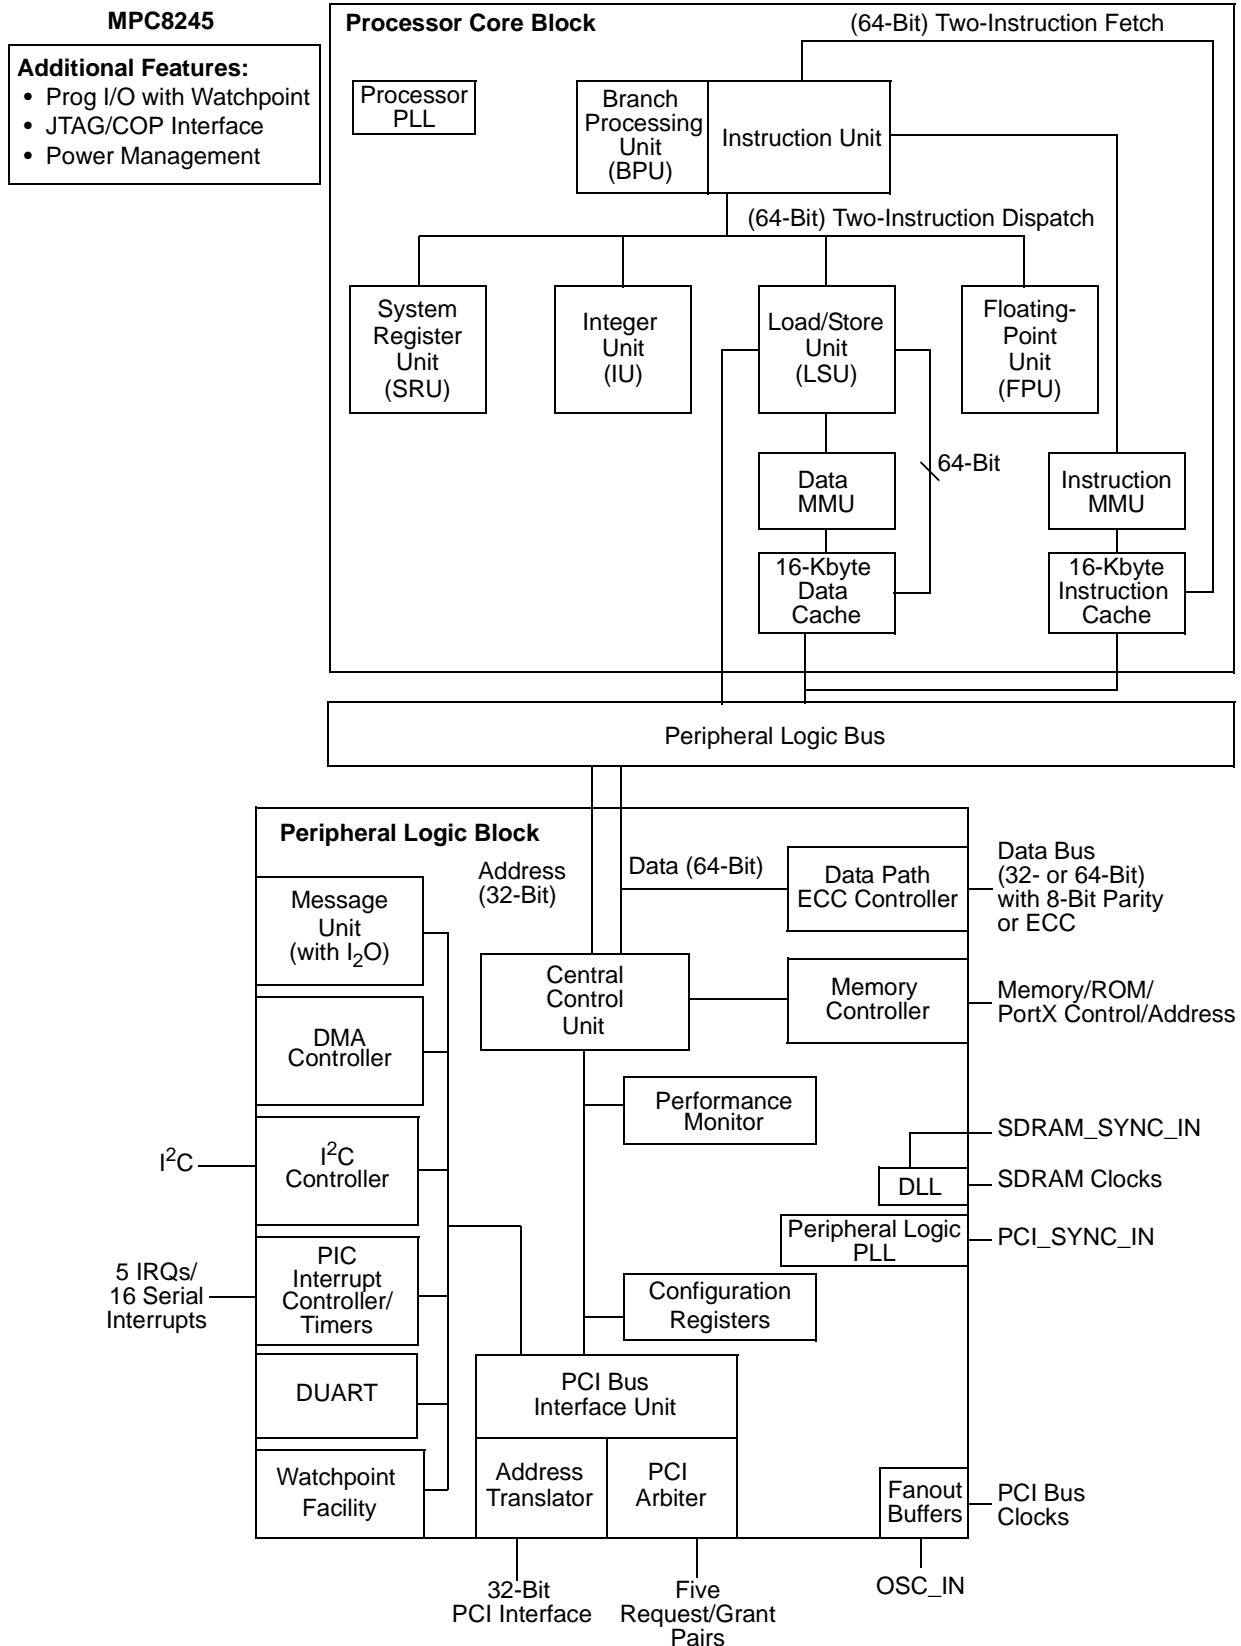 MPC8245
Additional Features:
• Prog I/O with Watchpoint
• JTAG/COP Interface
• Power Management
Processor Core Block
(64-Bit) Two-Instruction Fetch
Processor
PLL
Branch
Processing
Unit
(BPU)
Instruction Unit
(64-Bit) Two-Instruction Dispatch
System
Register
Unit
(SRU)
Integer
Unit
(IU)
Load/Store
Unit
(LSU)
Floating-
Point
Unit
(FPU)
64-Bit
Data
MMU
Instruction
MMU
16-Kbyte
Data
Cache
16-Kbyte
Instruction
Cache
Peripheral Logic Bus
Peripheral Logic Block
Address
(32-Bit)
Data (64-Bit)
Data Path
ECC Controller
Data Bus
(32- or 64-Bit)
with 8-Bit Parity
or ECC
Message
Unit
(with I₂O)
Central
Control
Unit
Memory
Controller
Memory/ROM/
PortX Control/Address
DMA
Controller
Performance
Monitor
SDRAM_SYNC_IN
I²C
I²C
Controller
DLL
SDRAM Clocks
Peripheral Logic
PLL
PCI_SYNC_IN
5 IRQs/
16 Serial
Interrupts
PIC
Interrupt
Controller/
Timers
Configuration
Registers
DUART
PCI Bus
Interface Unit
Watchpoint
Facility
Address
Translator
PCI
Arbiter
Fanout
Buffers
PCI Bus
Clocks
32-Bit
PCI Interface
Five
Request/Grant
Pairs
OSC_IN